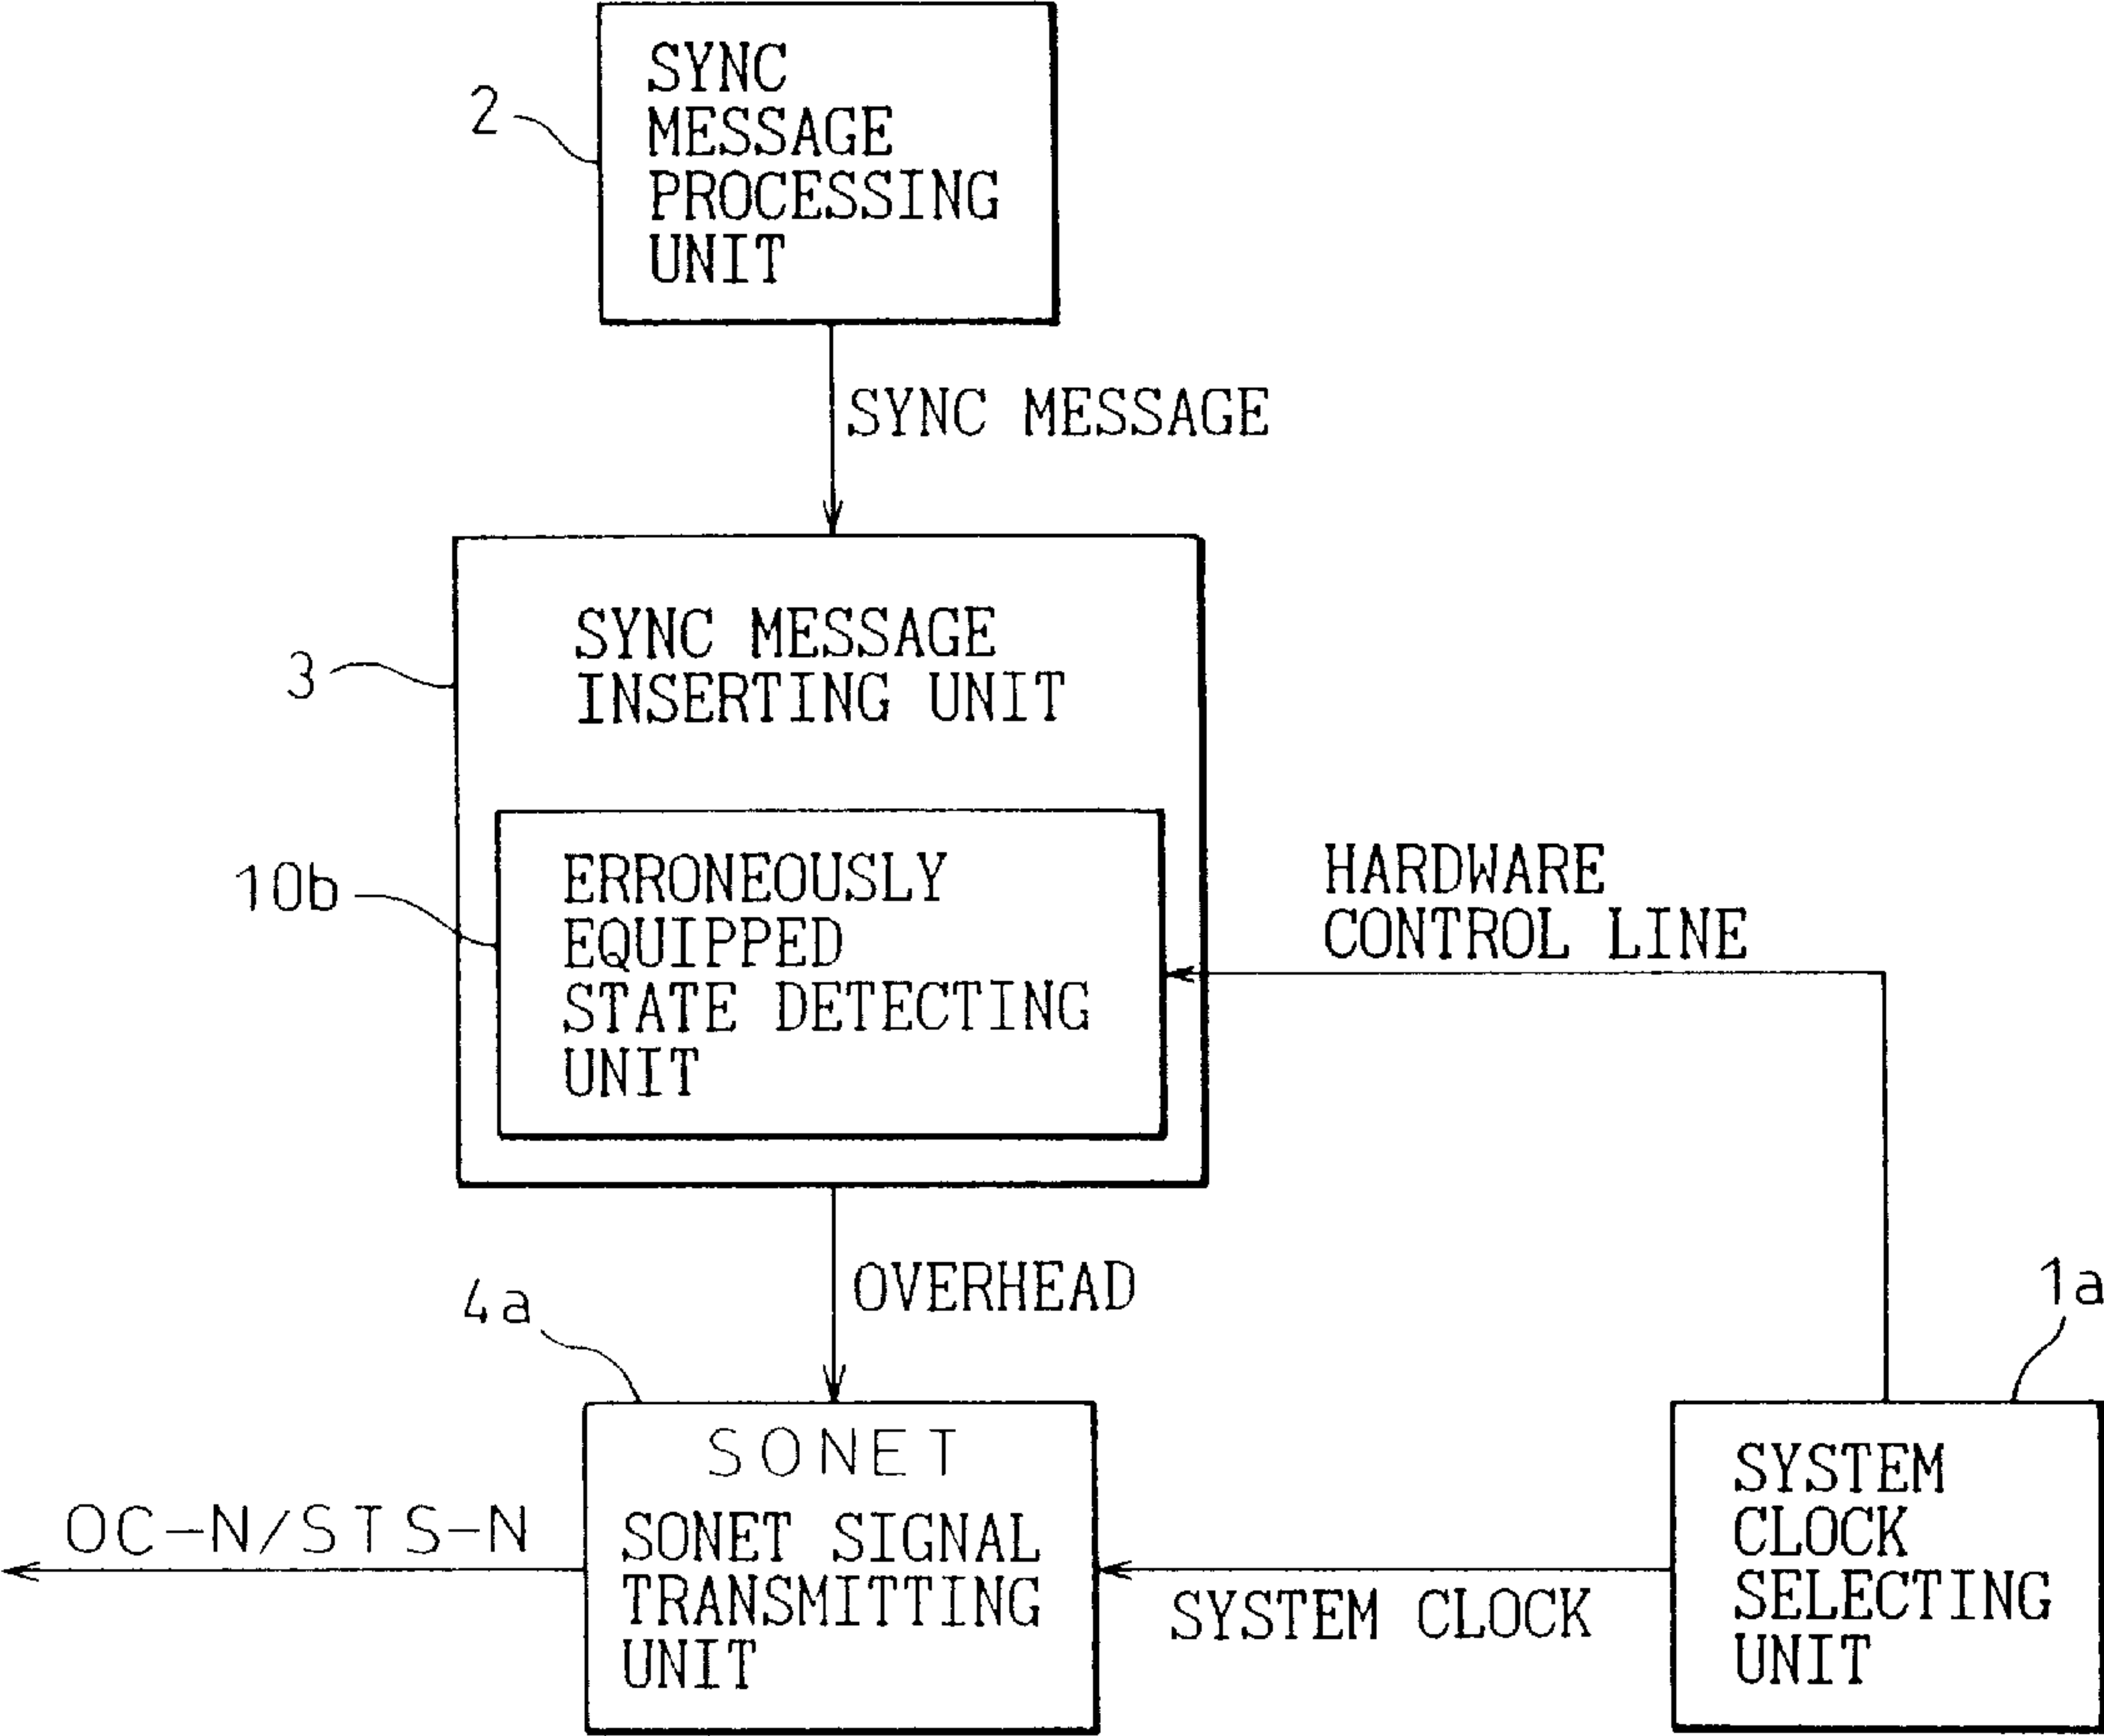 2
SYNC
MESSAGE
PROCESSING
UNIT
SYNC MESSAGE
3
SYNC MESSAGE
INSERTING UNIT
10b
ERRONEOUSLY
EQUIPPED
STATE DETECTING
UNIT
HARDWARE
CONTROL LINE
OVERHEAD
4a
1a
SONET
SONET SIGNAL
TRANSMITTING
UNIT
OC-N/STS-N
SYSTEM CLOCK
SYSTEM
CLOCK
SELECTING
UNIT